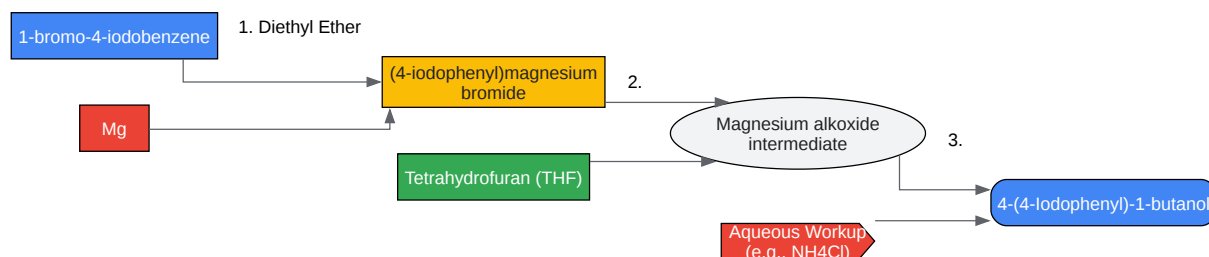 1-bromo-4-iodobenzene
1. Diethyl Ether
(4-iodophenyl)magnesium
bromide
2.
Mg
Magnesium alkoxide
intermediate
3.
Tetrahydrofuran (THF)
4-(4-Iodophenyl)-1-butanol
Aqueous Workup
(e.g., NH4Cl)